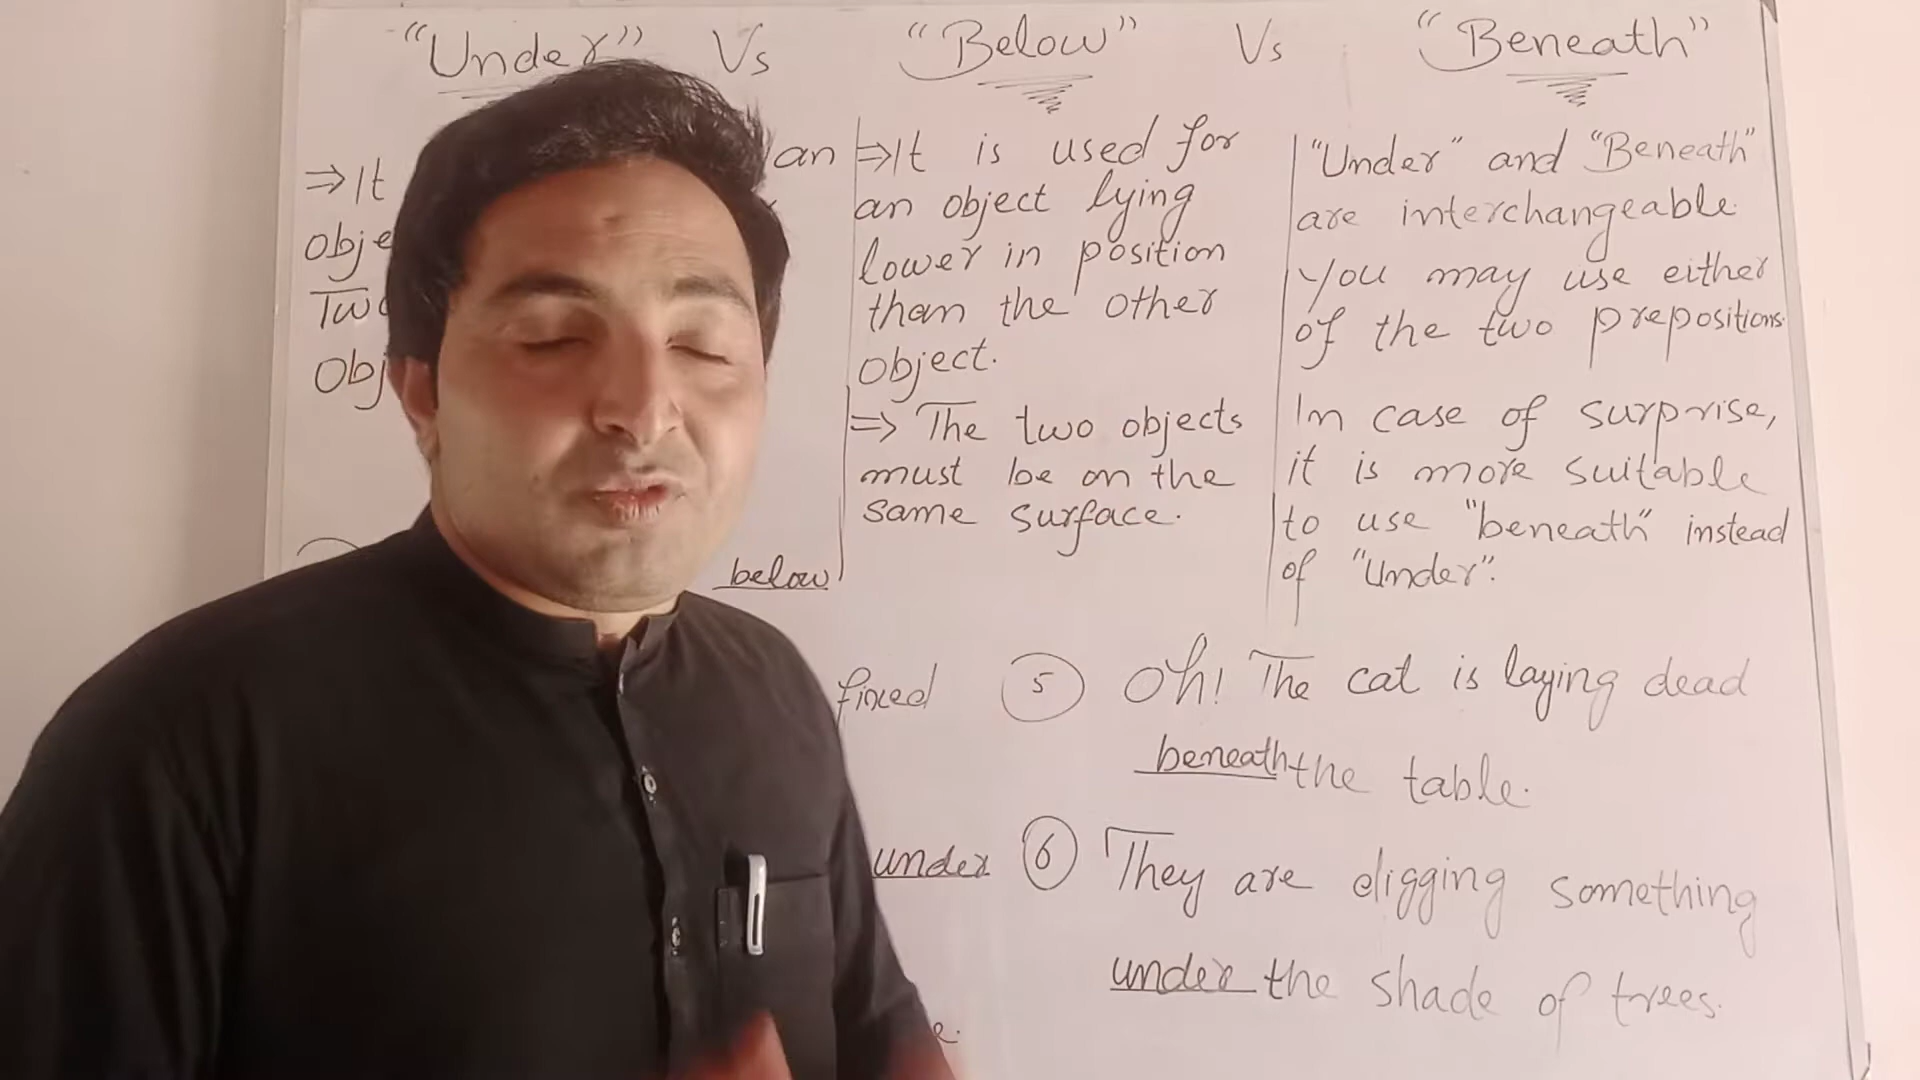 "Under" Vs "Below" Vs "Beneath"
⇒It
an
obje
Two
Obj
below
⇒It is used for
an object lying
lower in position
than the other
object.
⇒ The two objects
must be on the
same surface.
"Under" and "Beneath"
are interchangeable
you may use either
of the two prepositions.
In case of surprise,
it is more suitable
to use "beneath" instead
of "Under".
fixed
under
e.
5 Oh! The cat is laying dead
beneath the table.
6 They are digging something
under the shade of trees.